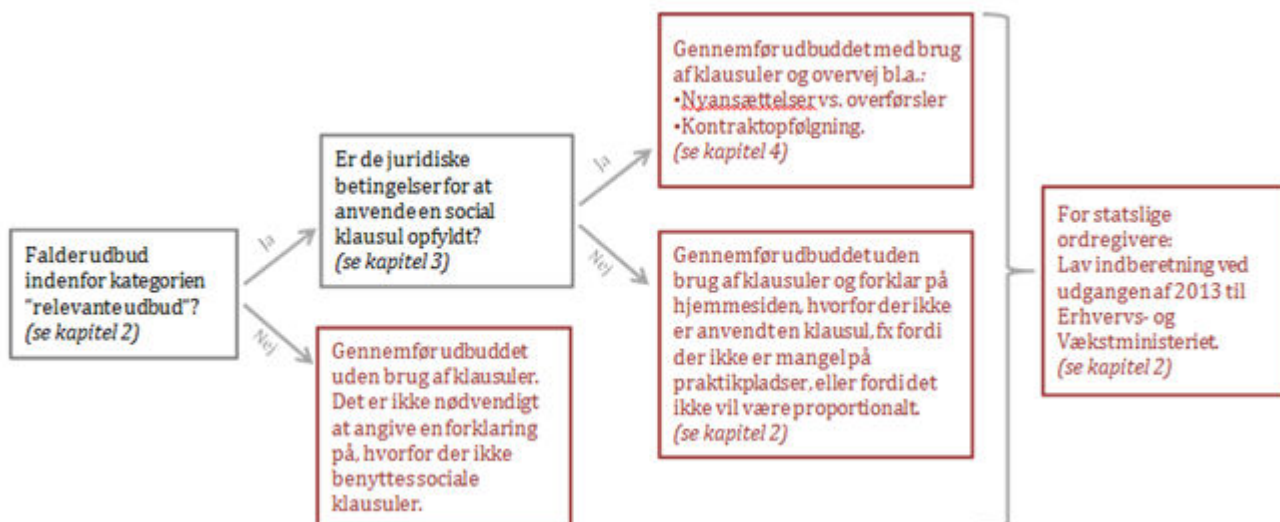 Falder udbud
indenfor kategorien
"relevante udbud"?
(se kapitel 2)
Ja
Nej
Er de juridiske
betingelser for at
anvende en social
klausul opfyldt?
(se kapitel 3)
Gennemfør udbuddet
uden brug af klausuler.
Det er ikke nødvendigt
at angive en forklaring
på, hvorfor der ikke
benyttes sociale
klausuler.
Ja
Nej
Gennemfør udbuddet med brug
af klausuler og overvej bl.a.:
•Nyansættelser vs. overførsler
•Kontraktopfølgning.
(se kapitel 4)
Gennemfør udbuddet uden
brug af klausuler og forklar på
hjemmesiden, hvorfor der ikke
er anvendt en klausul, fx fordi
der ikke er mangel på
praktikpladser, eller fordi det
ikke vil være proportionalt.
(se kapitel 2)
For statslige
ordregivere:
Lav indberetning ved
udgangen af 2013 til
Erhvervs- og
Vækstministeriet.
(se kapitel 2)